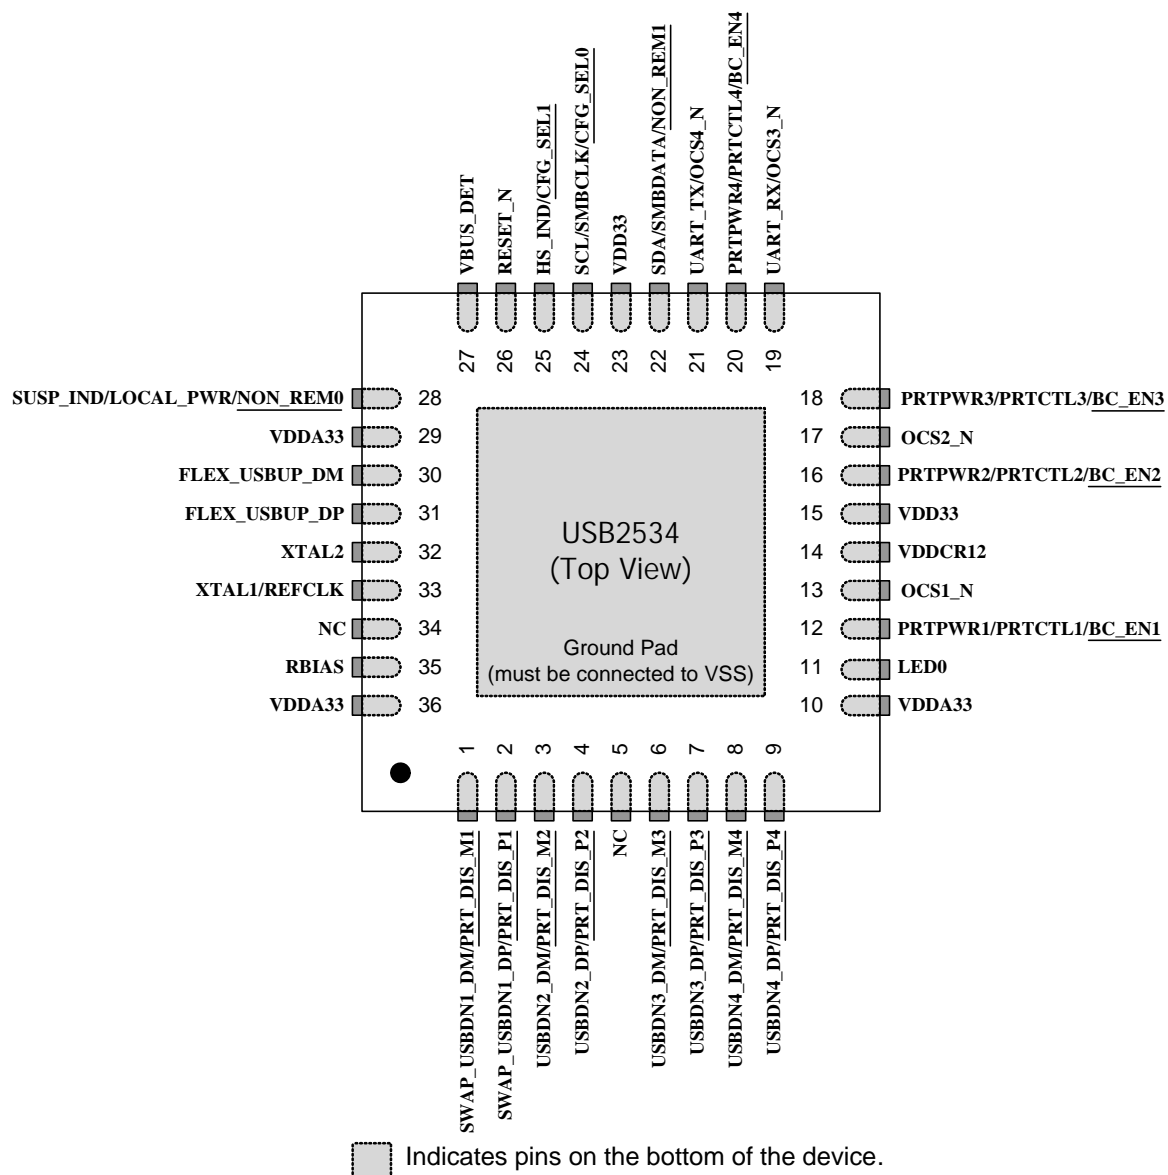 VBUS_DET
RESET_N
HS_IND/CFG_SEL1
SCL/SMBCLK/CFG_SEL0
VDD33
SDA/SMBDATA/NON_REM1
UART_TX/OCS4_N
PRTPWR4/PRTCTL4/BC_EN4
UART_RX/OCS3_N
27
26
25
24
23
22
21
20
19
SUSP_IND/LOCAL_PWR/NON_REM0 28
VDDA33 29
FLEX_USBUP_DM 30
FLEX_USBUP_DP 31
XTAL2 32
XTAL1/REFCLK 33
NC 34
RBIAS 35
VDDA33 36
USB2534
(Top View)
Ground Pad
(must be connected to VSS)
18 PRTPWR3/PRTCTL3/BC_EN3
17 OCS2_N
16 PRTPWR2/PRTCTL2/BC_EN2
15 VDD33
14 VDDCR12
13 OCS1_N
12 PRTPWR1/PRTCTL1/BC_EN1
11 LED0
10 VDDA33
1
2
3
4
5
6
7
8
9
SWAP_USBDN1_DM/PRT_DIS_M1
SWAP_USBDN1_DP/PRT_DIS_P1
USBDN2_DM/PRT_DIS_M2
USBDN2_DP/PRT_DIS_P2
NC
USBDN3_DM/PRT_DIS_M3
USBDN3_DP/PRT_DIS_P3
USBDN4_DM/PRT_DIS_M4
USBDN4_DP/PRT_DIS_P4
Indicates pins on the bottom of the device.